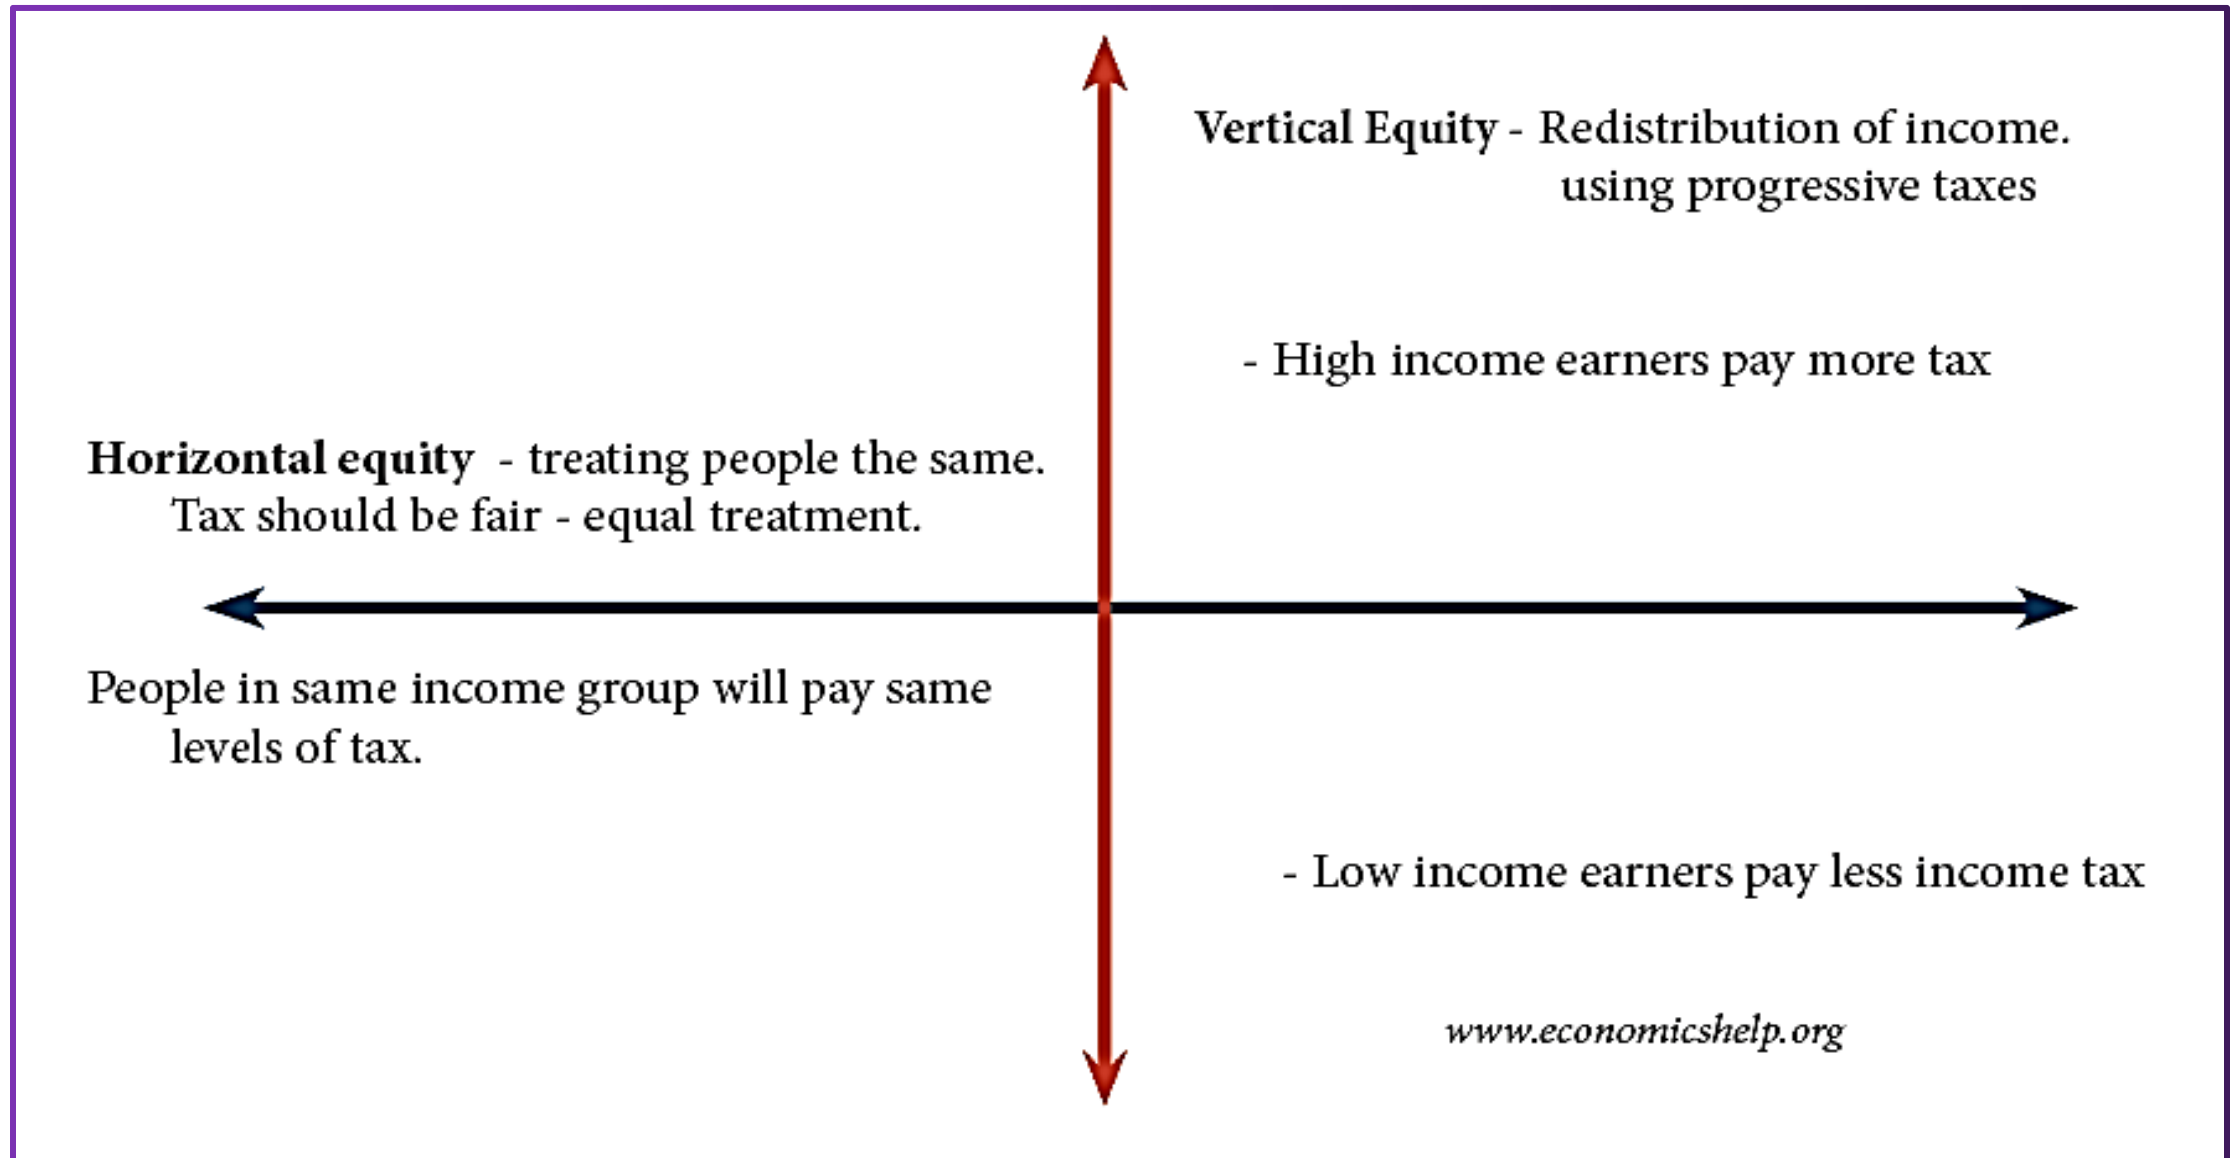 Vertical Equity - Redistribution of income.
using progressive taxes
- High income earners pay more tax
Horizontal equity - treating people the same.
Tax should be fair - equal treatment.
People in same income group will pay same
levels of tax.
- Low income earners pay less income tax
www.economicshelp.org